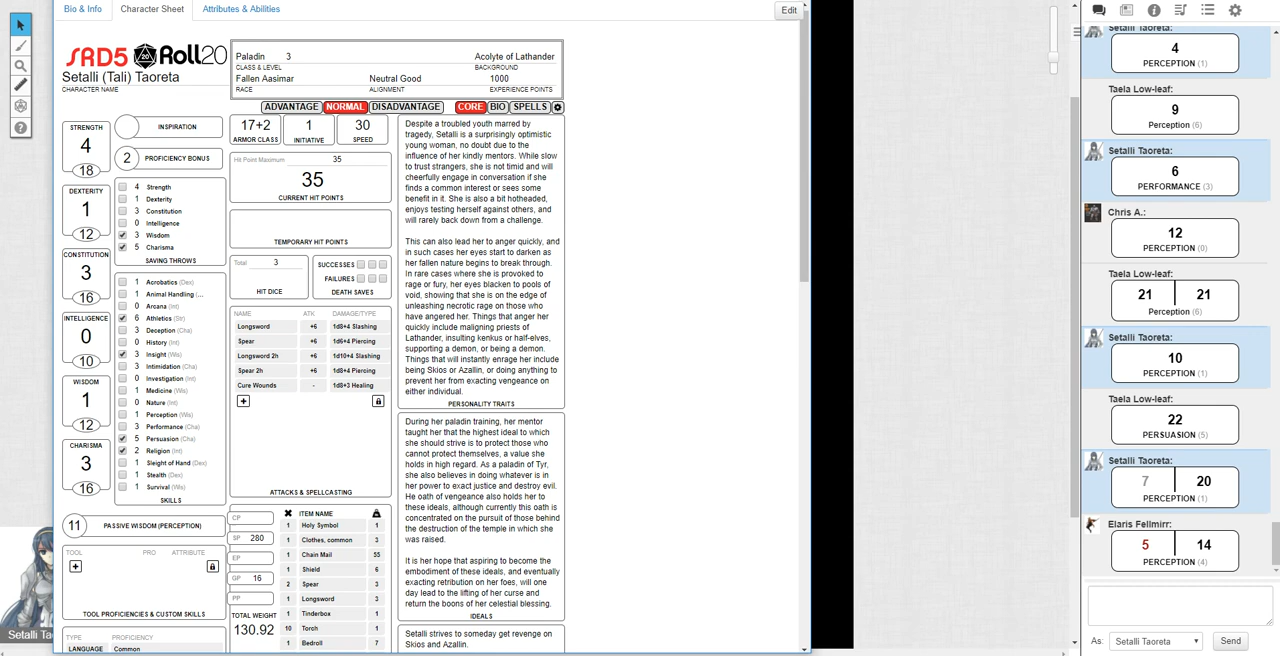 Bio & Info
Character Sheet
Attributes & Abilities
Edit
SRD5 Roll20
Setalli (Tali) Taoreta
CHARACTER NAME
Paladin 3
CLASS & LEVEL
Acolyte of Lathander
BACKGROUND
Fallen Aasimar
RACE
Neutral Good
ALIGNMENT
1000
EXPERIENCE POINTS
ADVANTAGE NORMAL DISADVANTAGE CORE BIO SPELLS
STRENGTH
4
18
DEXTERITY
1
12
CONSTITUTION
3
16
INTELLIGENCE
0
10
WISDOM
1
12
CHARISMA
3
16
INSPIRATION
2 PROFICIENCY BONUS
4 Strength
1 Dexterity
3 Constitution
0 Intelligence
3 Wisdom
5 Charisma
SAVING THROWS
1 Acrobatics (Dex)
1 Animal Handling (...
0 Arcana (Int)
6 Athletics (Str)
3 Deception (Cha)
0 History (Int)
3 Insight (Wis)
3 Intimidation (Cha)
0 Investigation (Int)
1 Medicine (Wis)
0 Nature (Int)
1 Perception (Wis)
3 Performance (Cha)
5 Persuasion (Cha)
2 Religion (Int)
1 Sleight of Hand (Dex)
1 Stealth (Dex)
1 Survival (Wis)
SKILLS
11 PASSIVE WISDOM (PERCEPTION)
TOOL PRO ATTRIBUTE
TOOL PROFICIENCIES & CUSTOM SKILLS
TYPE PROFICIENCY
LANGUAGE Common
17+2
ARMOR CLASS
1
INITIATIVE
30
SPEED
Hit Point Maximum 35
35
CURRENT HIT POINTS
TEMPORARY HIT POINTS
Total 3
HIT DICE
SUCCESSES
FAILURES
DEATH SAVES
NAME ATK DAMAGE/TYPE
Longsword +6 1d8+4 Slashing
Spear +6 1d6+4 Piercing
Longsword 2h +6 1d10+4 Slashing
Spear 2h +6 1d8+4 Piercing
Cure Wounds - 1d8+3 Healing
ATTACKS & SPELLCASTING
CP
SP 280
EP
GP 16
PP
TOTAL WEIGHT
130.92
ITEM NAME
1 Holy Symbol 1
1 Clothes, common 3
1 Chain Mail 55
1 Shield 6
2 Spear 3
1 Longsword 3
1 Tinderbox 1
10 Torch 1
1 Bedroll 7
Despite a troubled youth marred by
tragedy, Setalli is a surprisingly optimistic
young woman, no doubt due to the
influence of her kindly mentors. While slow
to trust strangers, she is not timid and will
cheerfully engage in conversation if she
finds a common interest or sees some
benefit in it. She is also a bit hotheaded,
enjoys testing herself against others, and
will rarely back down from a challenge.
This can also lead her to anger quickly, and
in such cases her eyes start to darken as
her fallen nature begins to break through.
In rare cases where she is provoked to
rage or fury, her eyes blacken to pools of
void, showing that she is on the edge of
unleashing necrotic rage on those who
have angered her. Things that anger her
quickly include maligning priests of
Lathander, insulting kenkus or half-elves,
supporting a demon, or being a demon.
Things that will instantly enrage her include
being Skios or Azallin, or doing anything to
prevent her from exacting vengeance on
either individual.
PERSONALITY TRAITS
During her paladin training, her mentor
taught her that the highest ideal to which
she should strive is to protect those who
cannot protect themselves, a value she
holds in high regard. As a paladin of Tyr,
she also believes in doing whatever is in
her power to exact justice and destroy evil.
He oath of vengeance also holds her to
these ideals, although currently this oath is
concentrated on the pursuit of those behind
the destruction of the temple in which she
was raised.
It is her hope that aspiring to become the
embodiment of these ideals, and eventually
exacting retribution on her foes, will one
day lead to the lifting of her curse and
return the boons of her celestial blessing.
IDEALS
Setalli strives to someday get revenge on
Skios and Azallin.
Setalli Ta
Setalli Taoreta:
4
PERCEPTION (1)
Taela Low-leaf:
9
Perception (6)
Setalli Taoreta:
6
PERFORMANCE (3)
Chris A.:
12
PERCEPTION (0)
Taela Low-leaf:
21 21
Perception (6)
Setalli Taoreta:
10
PERCEPTION (1)
Taela Low-leaf:
22
PERSUASION (5)
Setalli Taoreta:
7 20
PERCEPTION (1)
Elaris Fellmirr:
5 14
PERCEPTION (4)
As: Setalli Taoreta Send